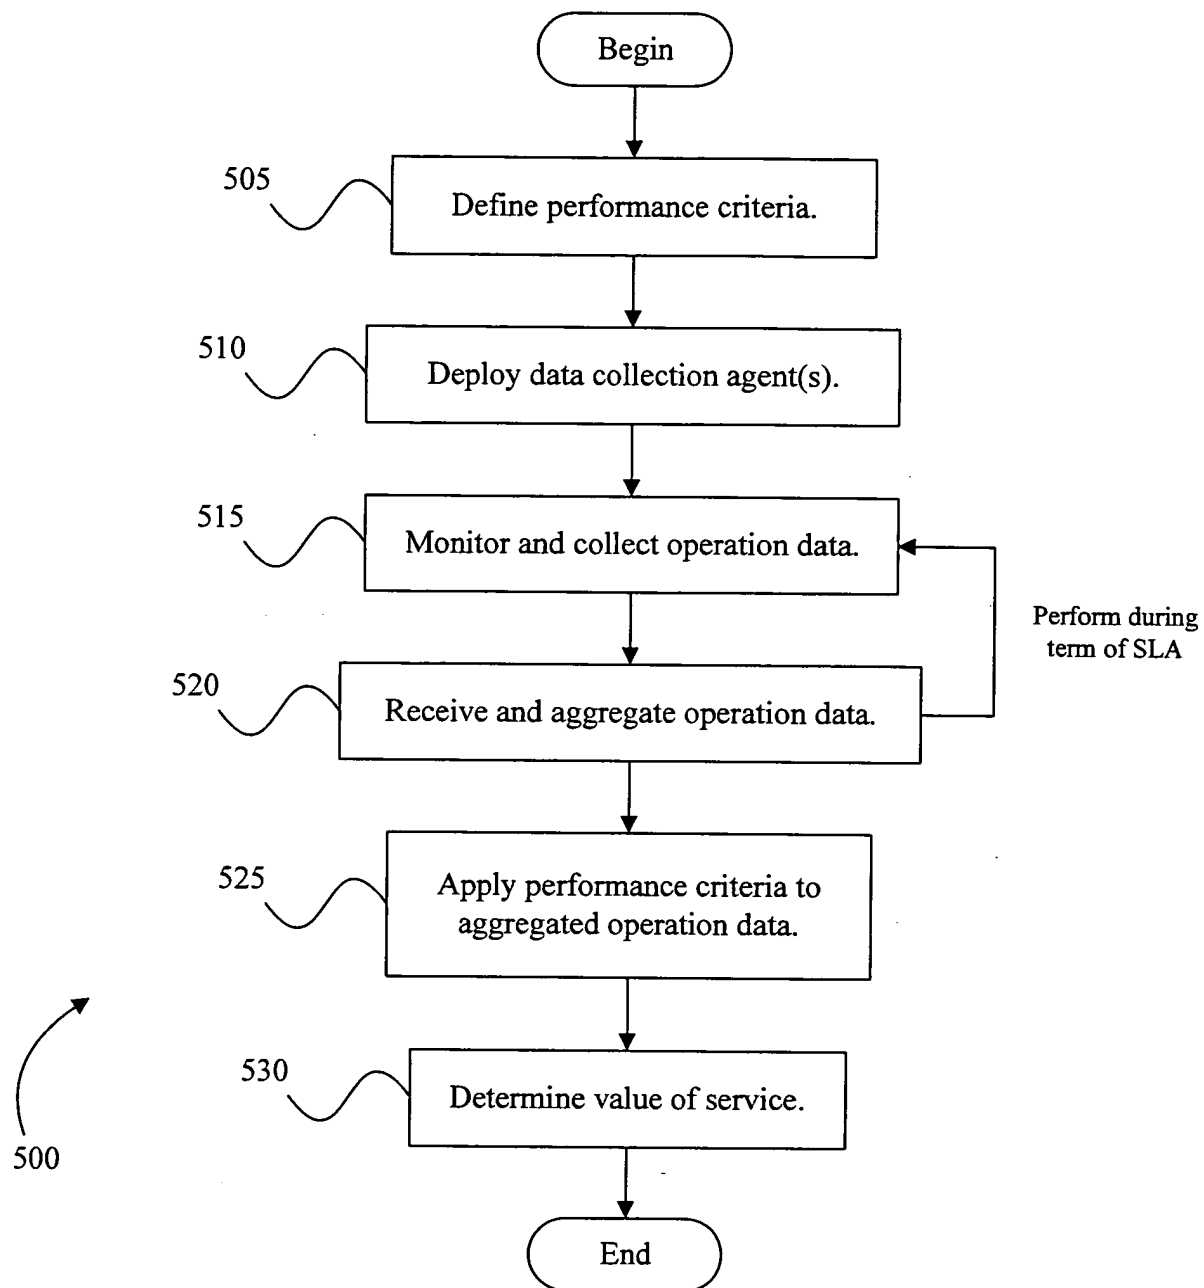 Begin
505
Define performance criteria.
510
Deploy data collection agent(s).
515
Monitor and collect operation data.
Perform during
term of SLA
520
Receive and aggregate operation data.
525
Apply performance criteria to
aggregated operation data.
530
Determine value of service.
500
End